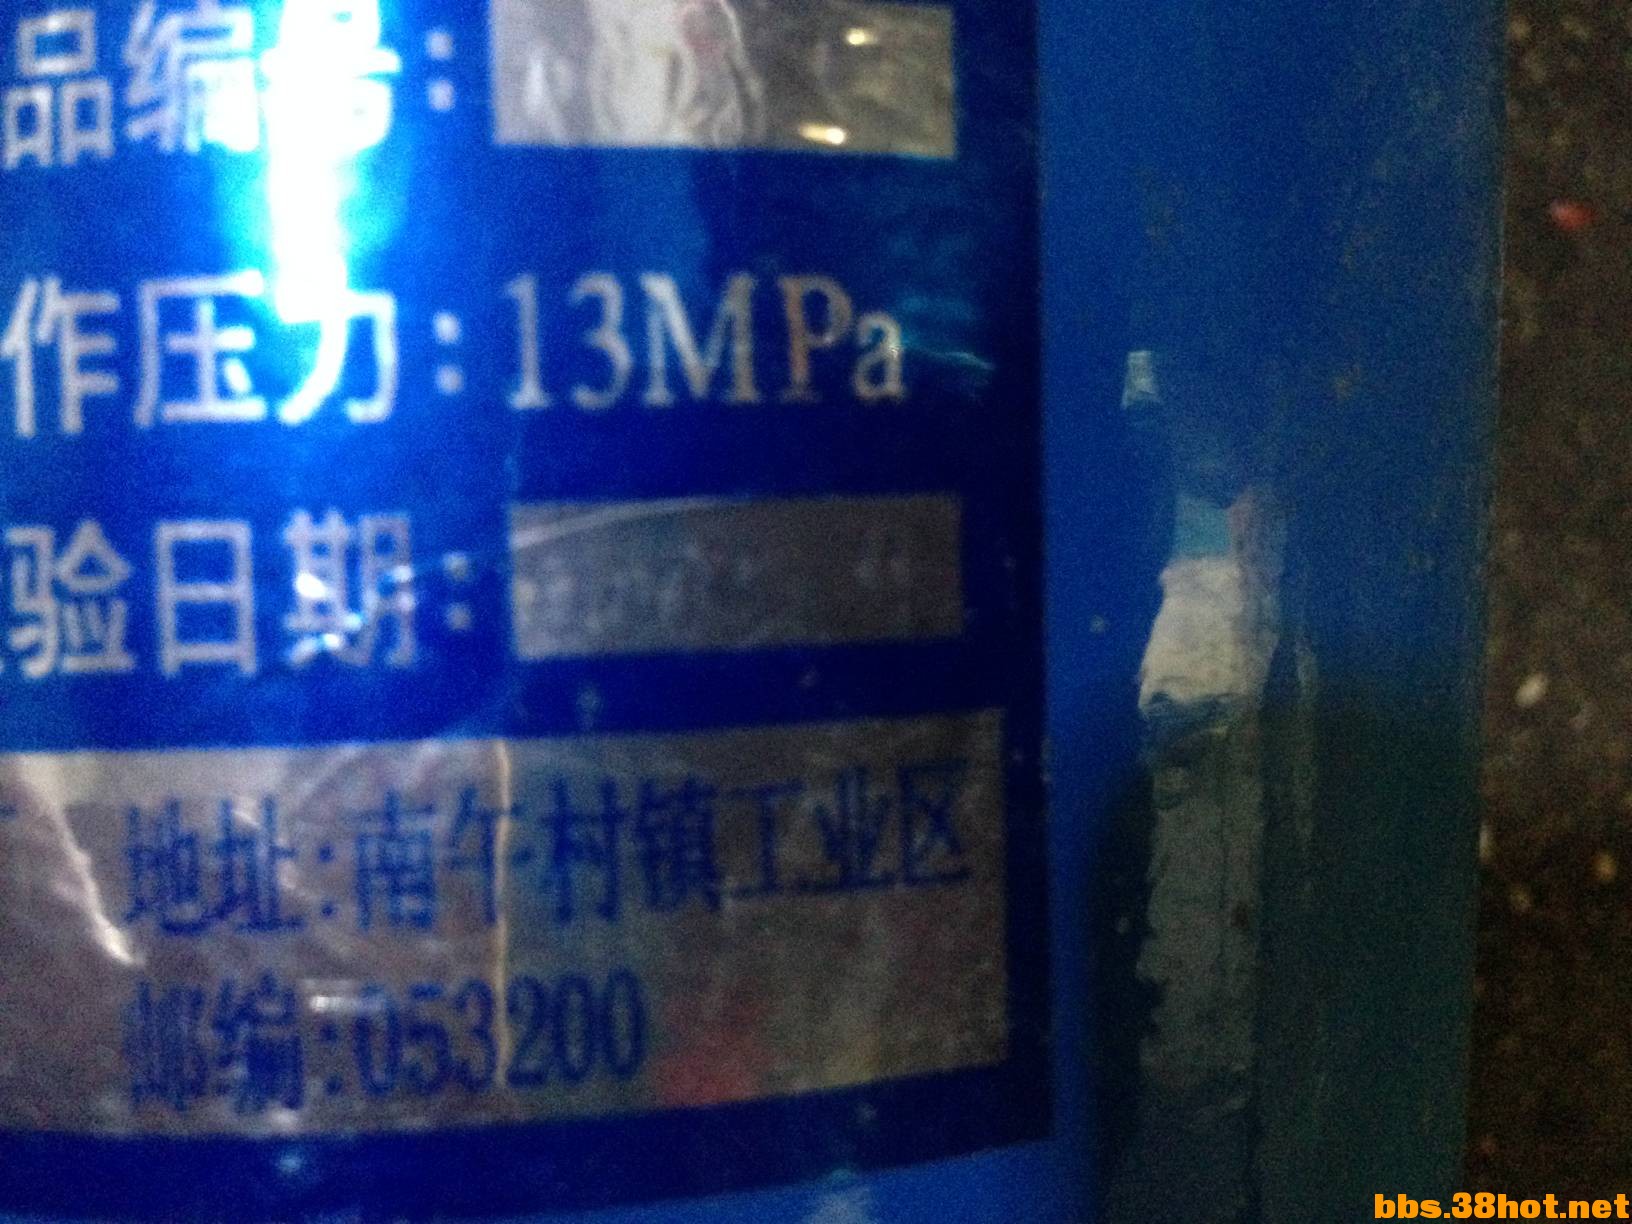 品编号:
作压力:13MPa
验日期:
地址:南午村镇工业区
邮编:053200
bbs.38hot.net